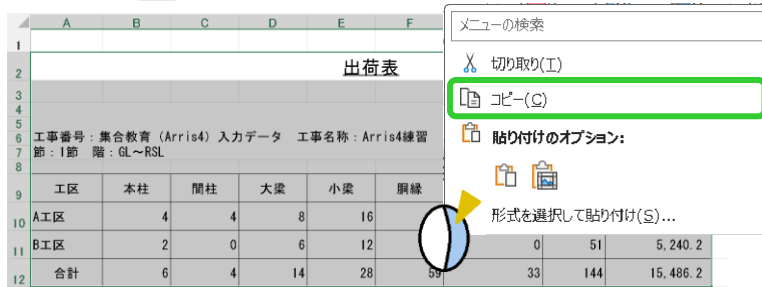 A B C D E F
メニューの検索
1
切り取り(T)
2 出荷表
3
コピー(C)
4
5
6 工事番号：集合教育（Arris4）入力データ 工事名称：Arris4練習
貼り付けのオプション:
7 節：1節 階：GL～RSL
8
9 工区 本柱 間柱 大梁 小梁 胴縁
形式を選択して貼り付け(S)...
10 A工区 4 4 8 16
11 B工区 2 0 6 12 0 51 5,240.2
12 合計 6 4 14 28 59 33 144 15,486.2